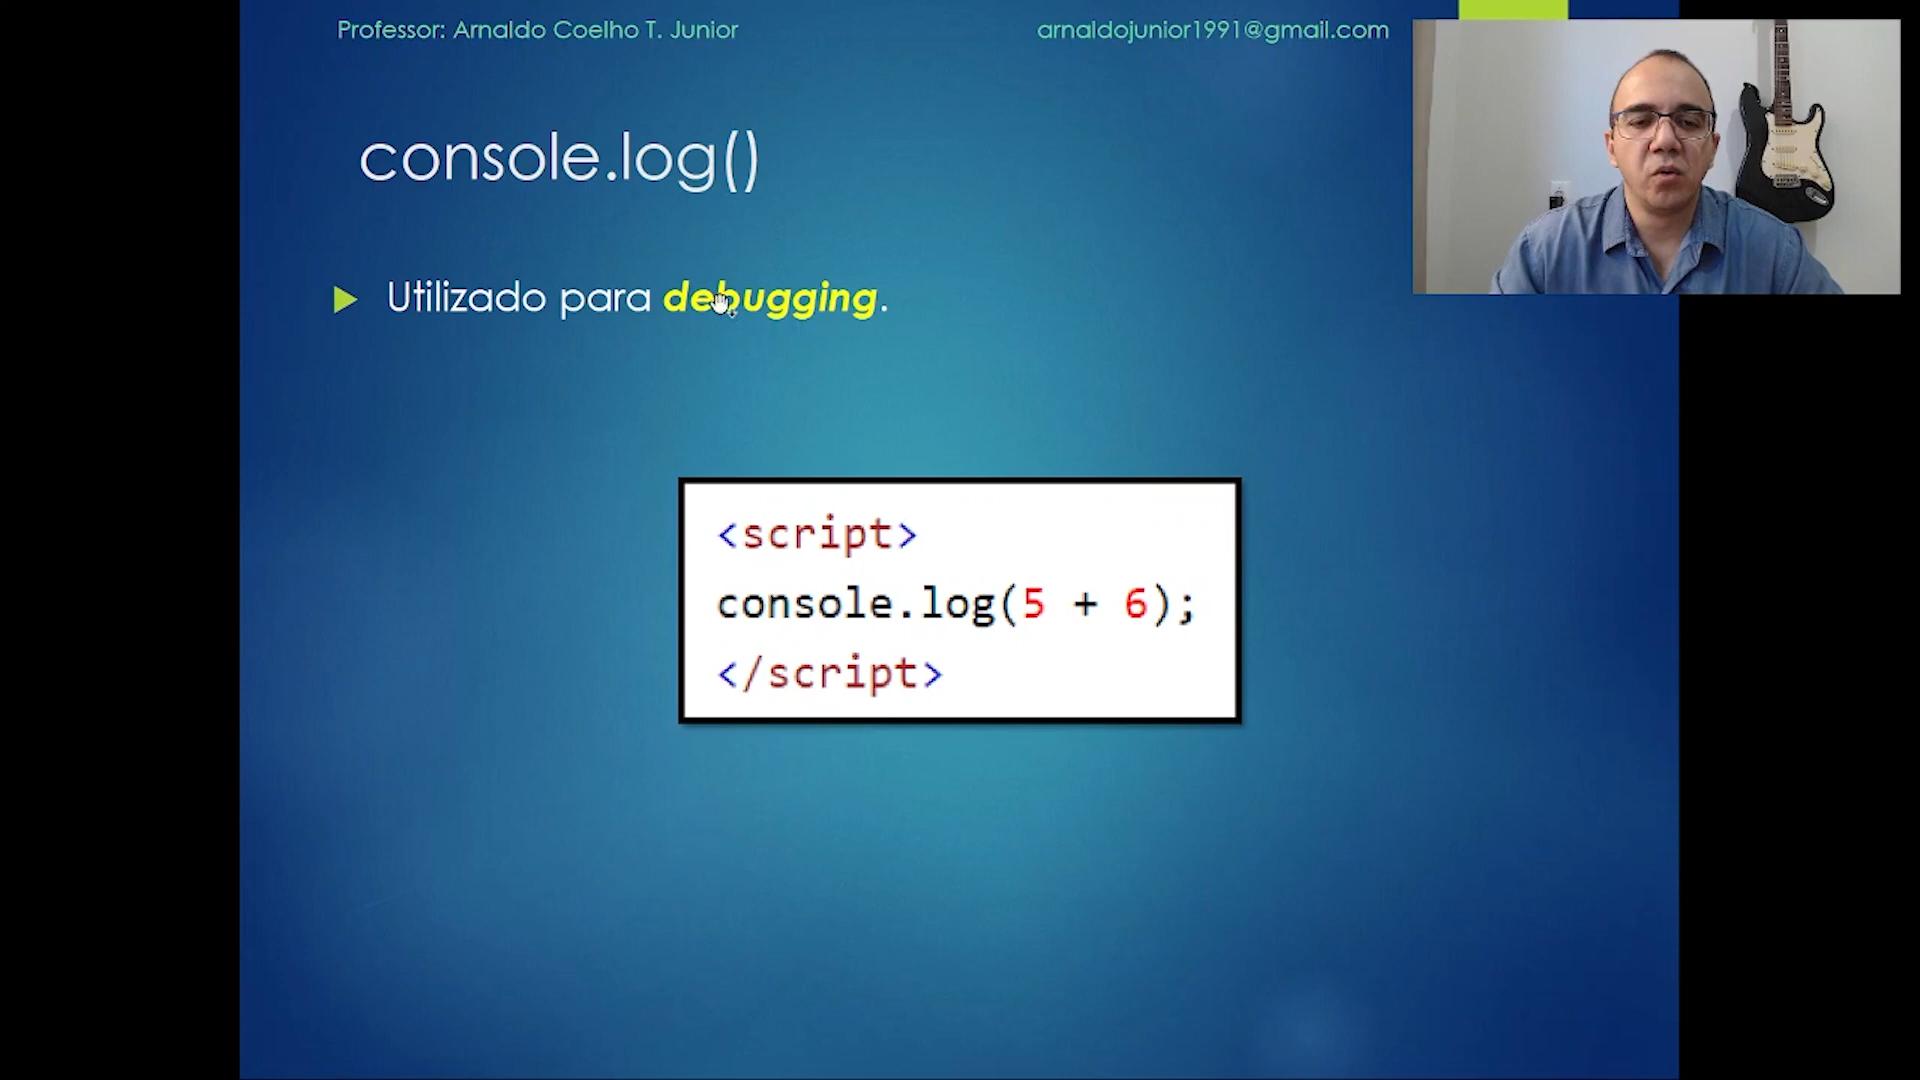 Professor: Arnaldo Coelho T. Junior
arnaldojunior1991@gmail.com
console.log()
Utilizado para debugging.
<script>
console.log(5 + 6);
</script>